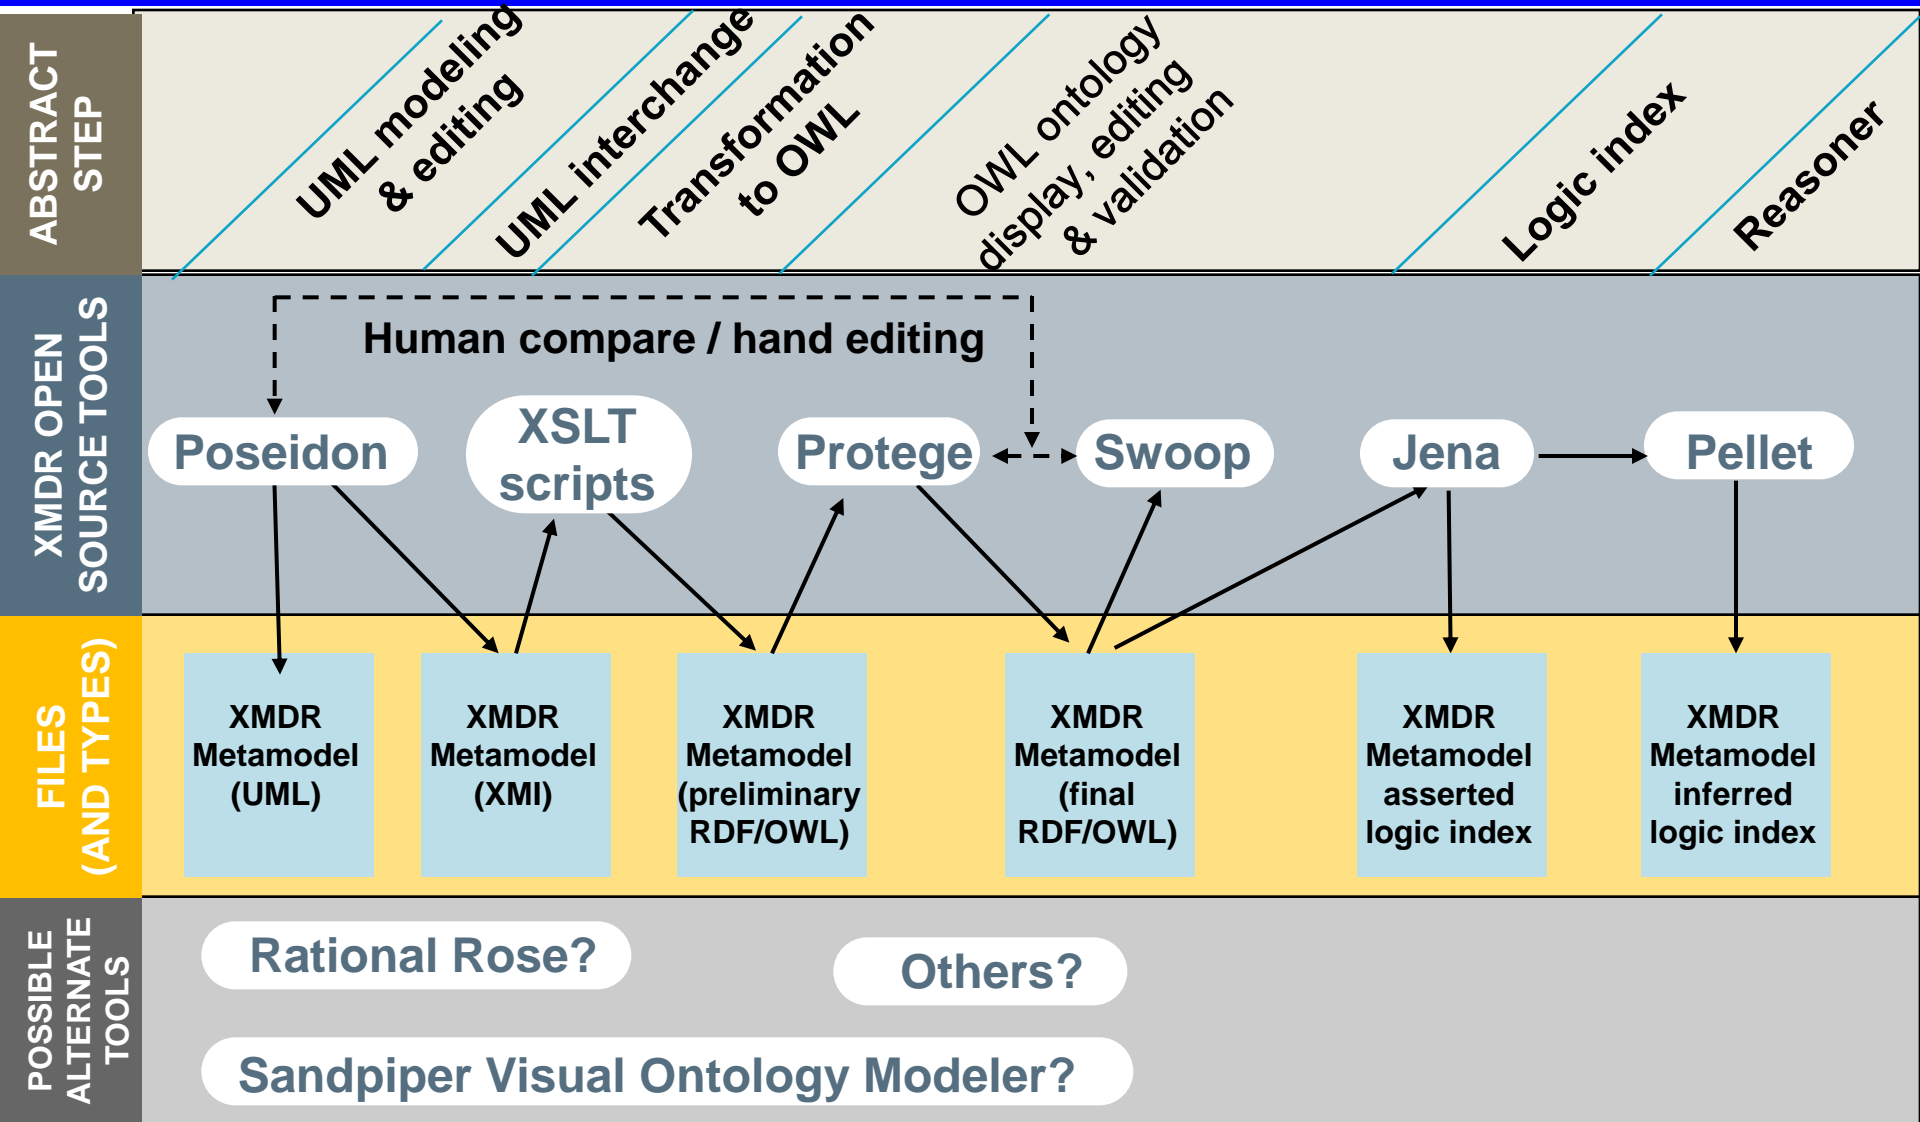 ABSTRACT
STEP
UML modeling
& editing
UML interchange
Transformation
to OWL
OWL ontology
display, editing
& validation
Logic index
Reasoner
XMDR OPEN
SOURCE TOOLS
Human compare / hand editing
Poseidon
XSLT
scripts
Protege
Swoop
Jena
Pellet
FILES
(AND TYPES)
XMDR
Metamodel
(UML)
XMDR
Metamodel
(XMI)
XMDR
Metamodel
(preliminary
RDF/OWL)
XMDR
Metamodel
(final
RDF/OWL)
XMDR
Metamodel
asserted
logic index
XMDR
Metamodel
inferred
logic index
POSSIBLE
ALTERNATE
TOOLS
Rational Rose?
Others?
Sandpiper Visual Ontology Modeler?